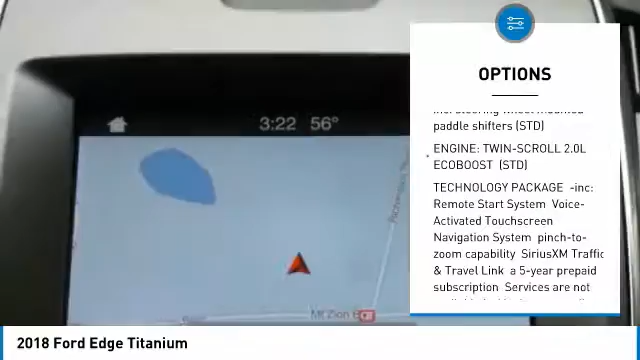 OPTIONS
paddle shifters (STD)
ENGINE: TWIN-SCROLL 2.0L
ECOBOOST (STD)
TECHNOLOGY PACKAGE -inc:
Remote Start System Voice-
Activated Touchscreen
Navigation System pinch-to-
zoom capability SiriusXM Traffic
& Travel Link a 5-year prepaid
subscription Services are not
3:22 56°
Mt Zion
2018 Ford Edge Titanium